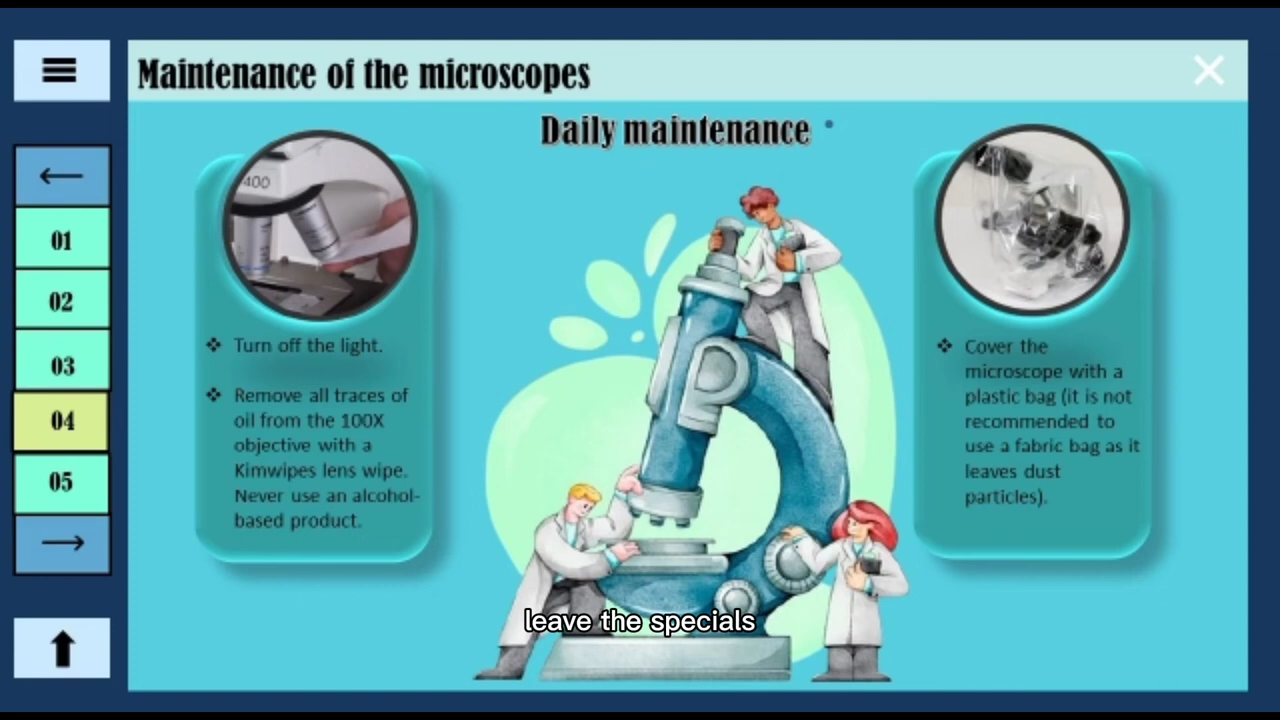 Maintenance of the microscopes
Daily maintenance
01
02
03
04
05
400
❖ Turn off the light.
❖ Remove all traces of
oil from the 100X
objective with a
Kimwipes lens wipe.
Never use an alcohol-
based product.
❖ Cover the
microscope with a
plastic bag (it is not
recommended to
use a fabric bag as it
leaves dust
particles).
leave the specials